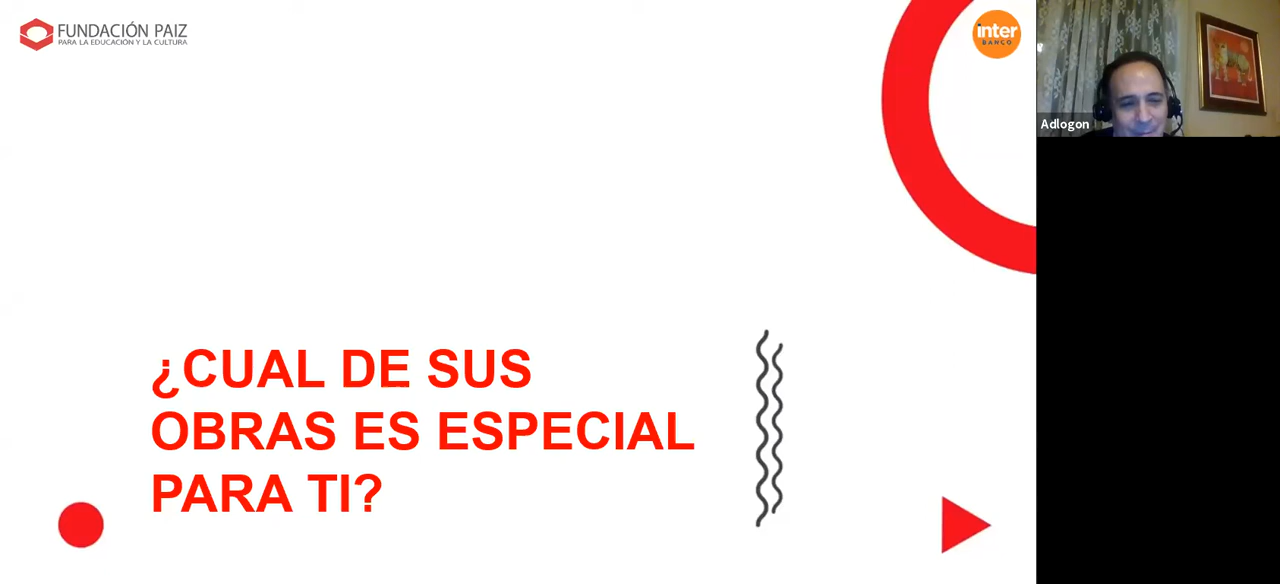 FUNDACIÓN PAIZ
PARA LA EDUCACIÓN Y LA CULTURA
inter
BANCO
Adlogon
¿CUAL DE SUS
OBRAS ES ESPECIAL
PARA TI?